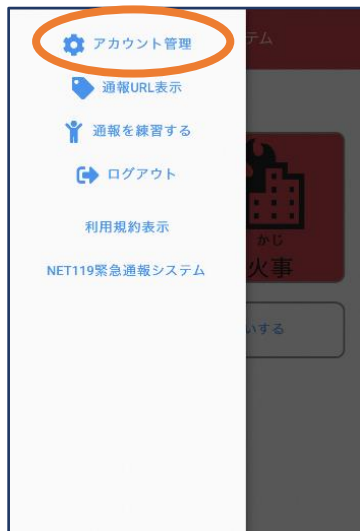 アカウント管理
テム
通報URL表示
通報を練習する
ログアウト
利用規約表示
かじ
火事
NET119緊急通報システム
いする